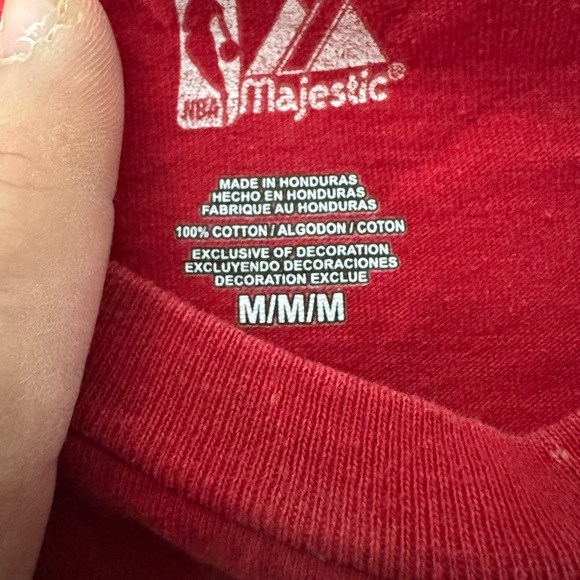 NBA
Majestic®
MADE IN HONDURAS
HECHO EN HONDURAS
FABRIQUE AU HONDURAS
100% COTTON / ALGODON / COTON
EXCLUSIVE OF DECORATION
EXCLUYENDO DECORACIONES
DECORATION EXCLUE
M/M/M